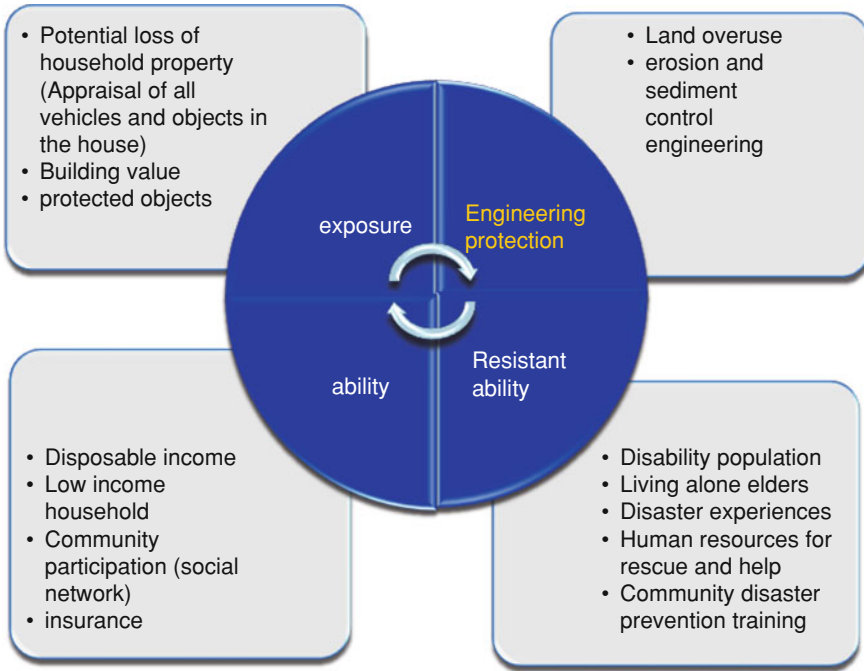 • Potential loss of
household property
(Appraisal of all
vehicles and objects in
the house)
• Building value
• protected objects
• Land overuse
• erosion and
sediment
control
engineering
exposure
Engineering
protection
ability
Resistant
ability
• Disposable income
• Low income
household
• Community
participation (social
network)
• insurance
• Disability population
• Living alone elders
• Disaster experiences
• Human resources for
rescue and help
• Community disaster
prevention training